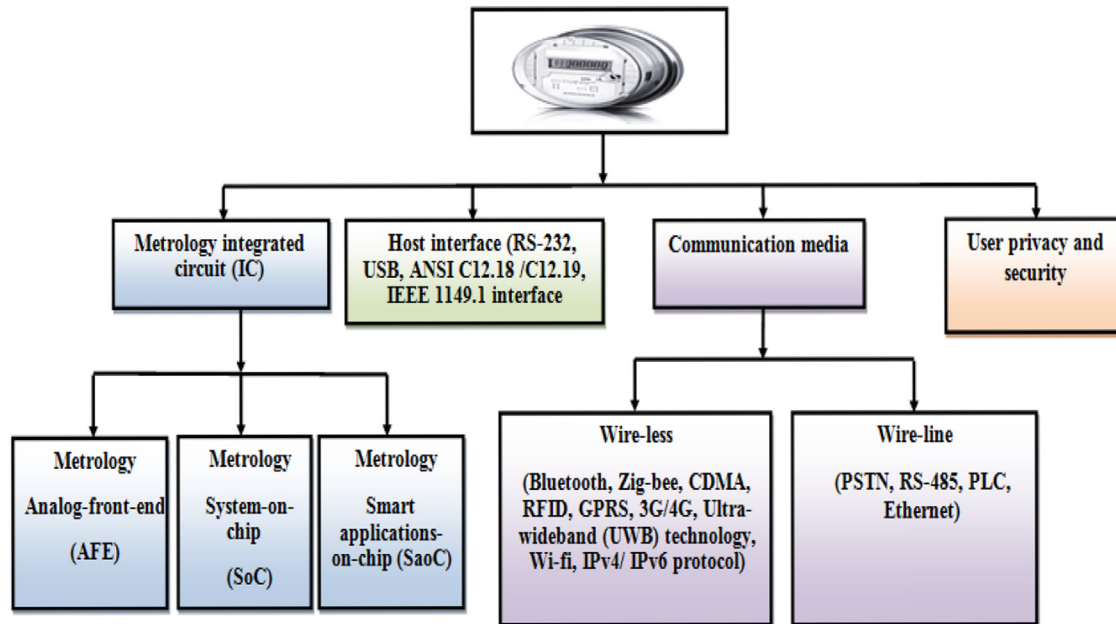 Metrology integrated
circuit (IC)
Host interface (RS-232,
USB, ANSI C12.18 /C12.19,
IEEE 1149.1 interface
Communication media
User privacy and
security
Metrology
Analog-front-end
(AFE)
Metrology
System-on-
chip
(SoC)
Metrology
Smart
applications-
on-chip (SaoC)
Wire-less
(Bluetooth, Zig-bee, CDMA,
RFID, GPRS, 3G/4G, Ultra-
wideband (UWB) technology,
Wi-fi, IPv4/ IPv6 protocol)
Wire-line
(PSTN, RS-485, PLC,
Ethernet)